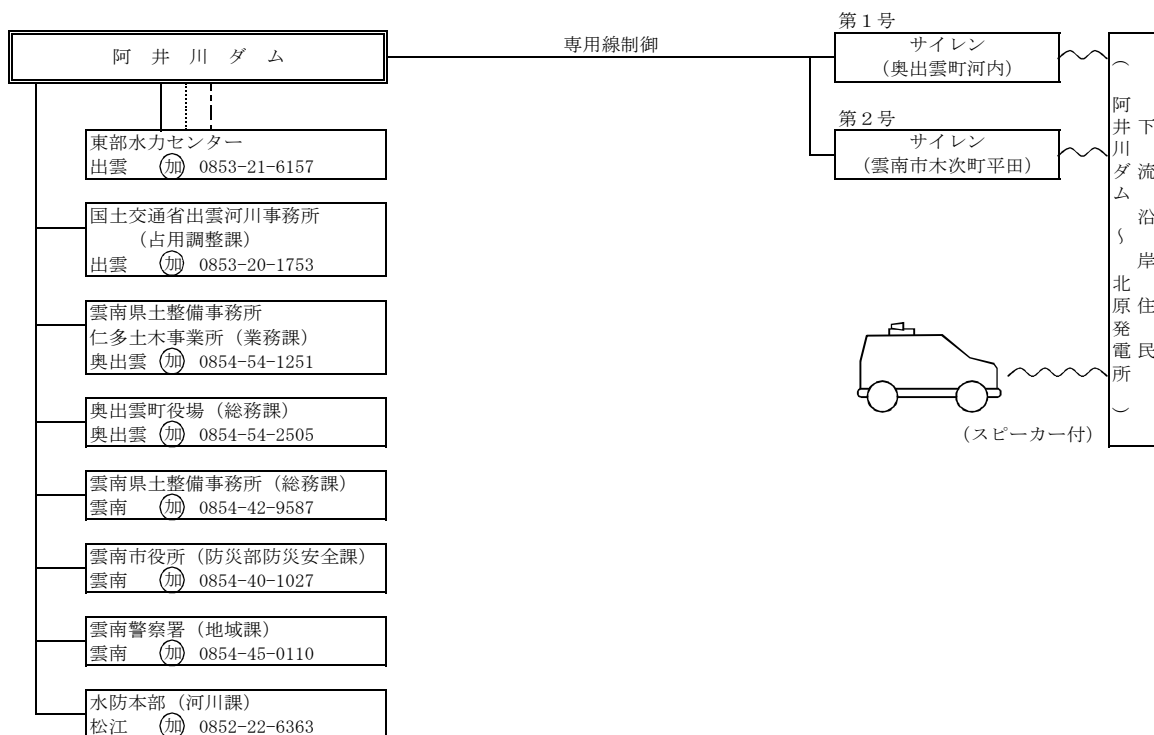 阿井川ダム
専用線制御
第1号
サイレン
(奥出雲町河内)
第2号
サイレン
(雲南市木次町平田)
下流沿岸住民
(阿井川ダム～北原発電所)
(スピーカー付)
東部水力センター
出雲 ㊎加 0853-21-6157
国土交通省出雲河川事務所
(占用調整課)
出雲 加 0853-20-1753
雲南県土整備事務所
仁多土木事業所(業務課)
奥出雲 加 0854-54-1251
奥出雲町役場(総務課)
奥出雲 加 0854-54-2505
雲南県土整備事務所(総務課)
雲南 加 0854-42-9587
雲南市役所(防災部防災安全課)
雲南 加 0854-40-1027
雲南警察署(地域課)
雲南 加 0854-45-0110
水防本部(河川課)
松江 加 0852-22-6363